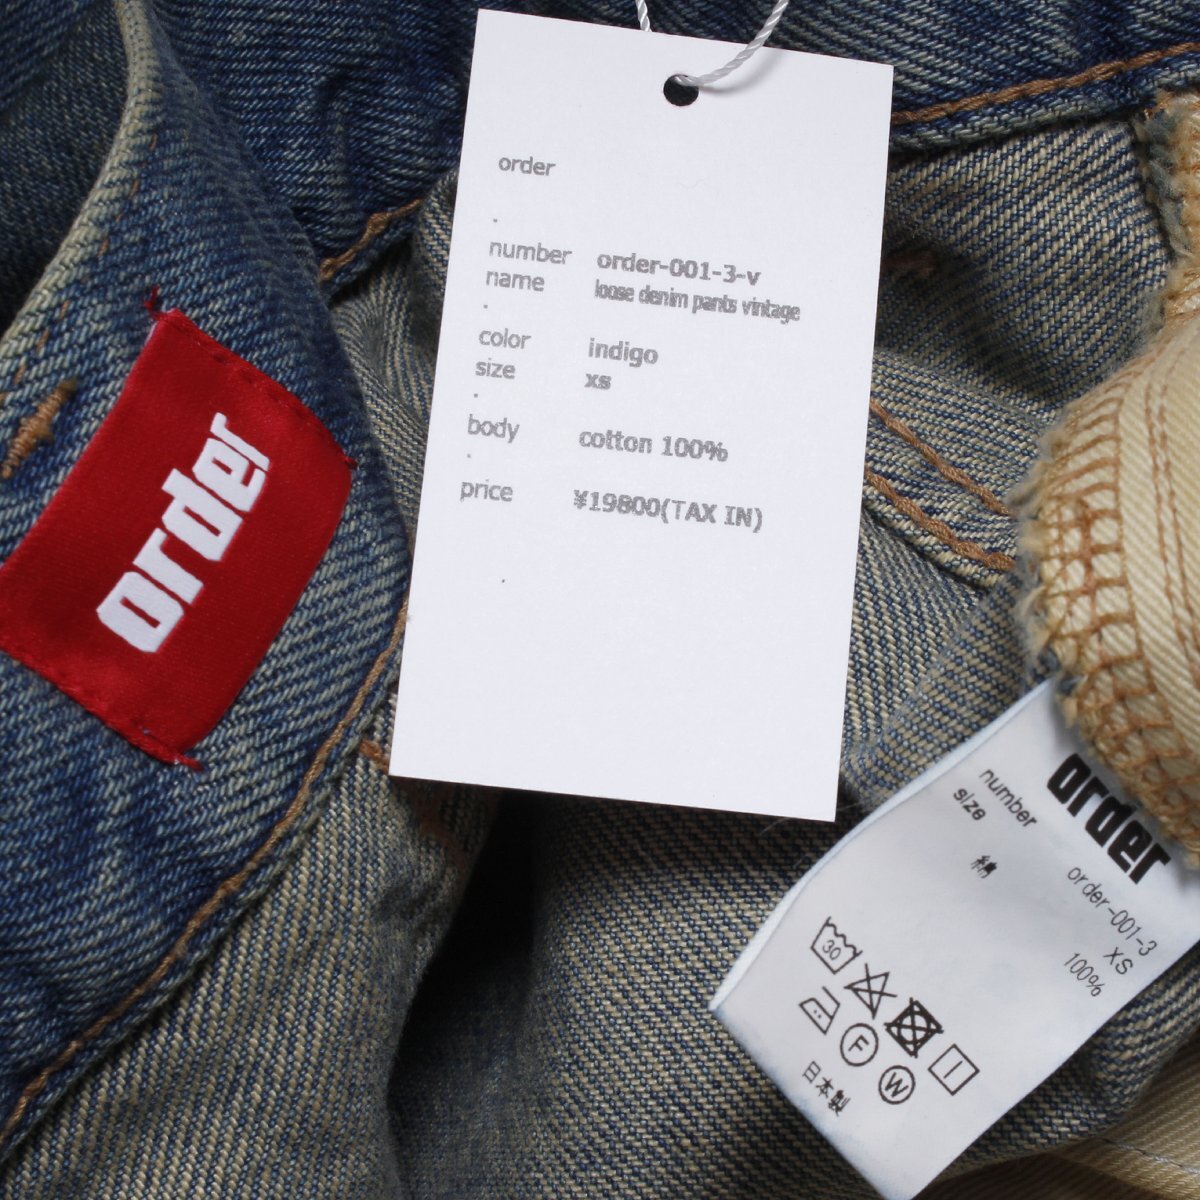 order
order
number order-001-3-v
name loose denim pants vintage
color indigo
size xs
body cotton 100%
price ¥19800(TAX IN)
order
number order-001-3
size XS
綿 100%
30
F W
日本製